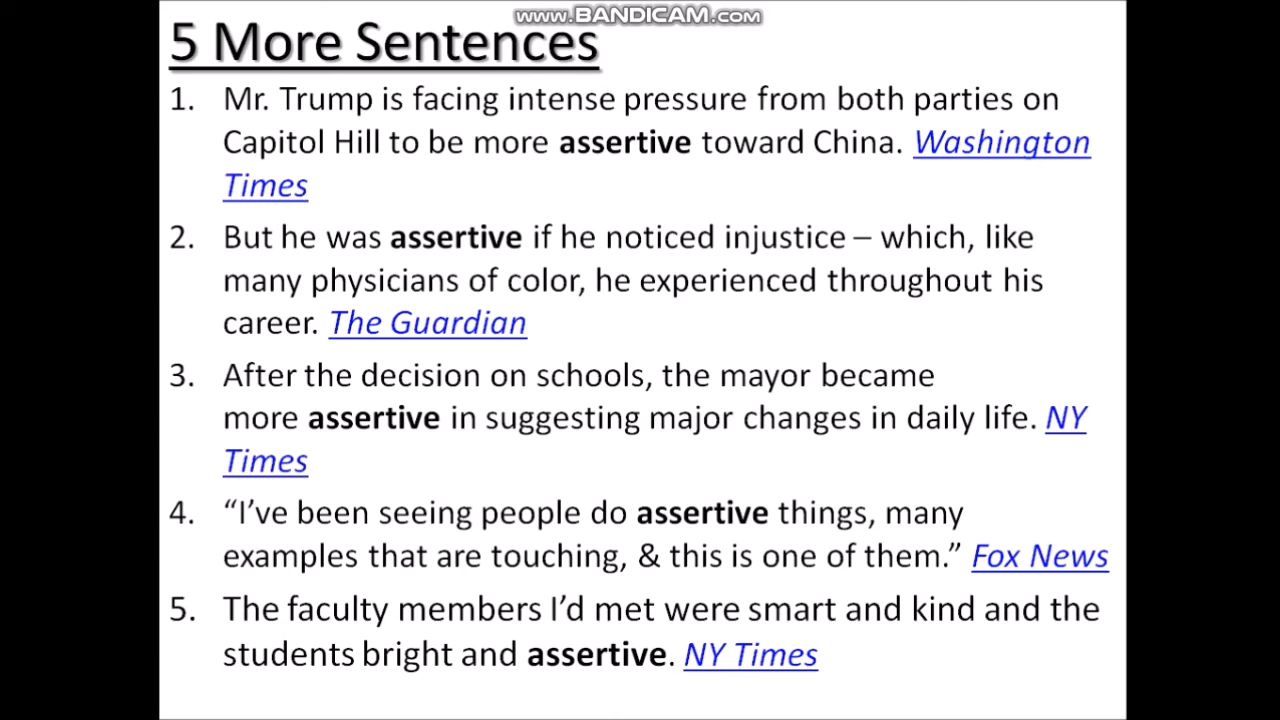 www.BANDICAM.com
5 More Sentences
1. Mr. Trump is facing intense pressure from both parties on
Capitol Hill to be more assertive toward China. Washington
Times
2. But he was assertive if he noticed injustice – which, like
many physicians of color, he experienced throughout his
career. The Guardian
3. After the decision on schools, the mayor became
more assertive in suggesting major changes in daily life. NY
Times
4. “I’ve been seeing people do assertive things, many
examples that are touching, & this is one of them.” Fox News
5. The faculty members I’d met were smart and kind and the
students bright and assertive. NY Times